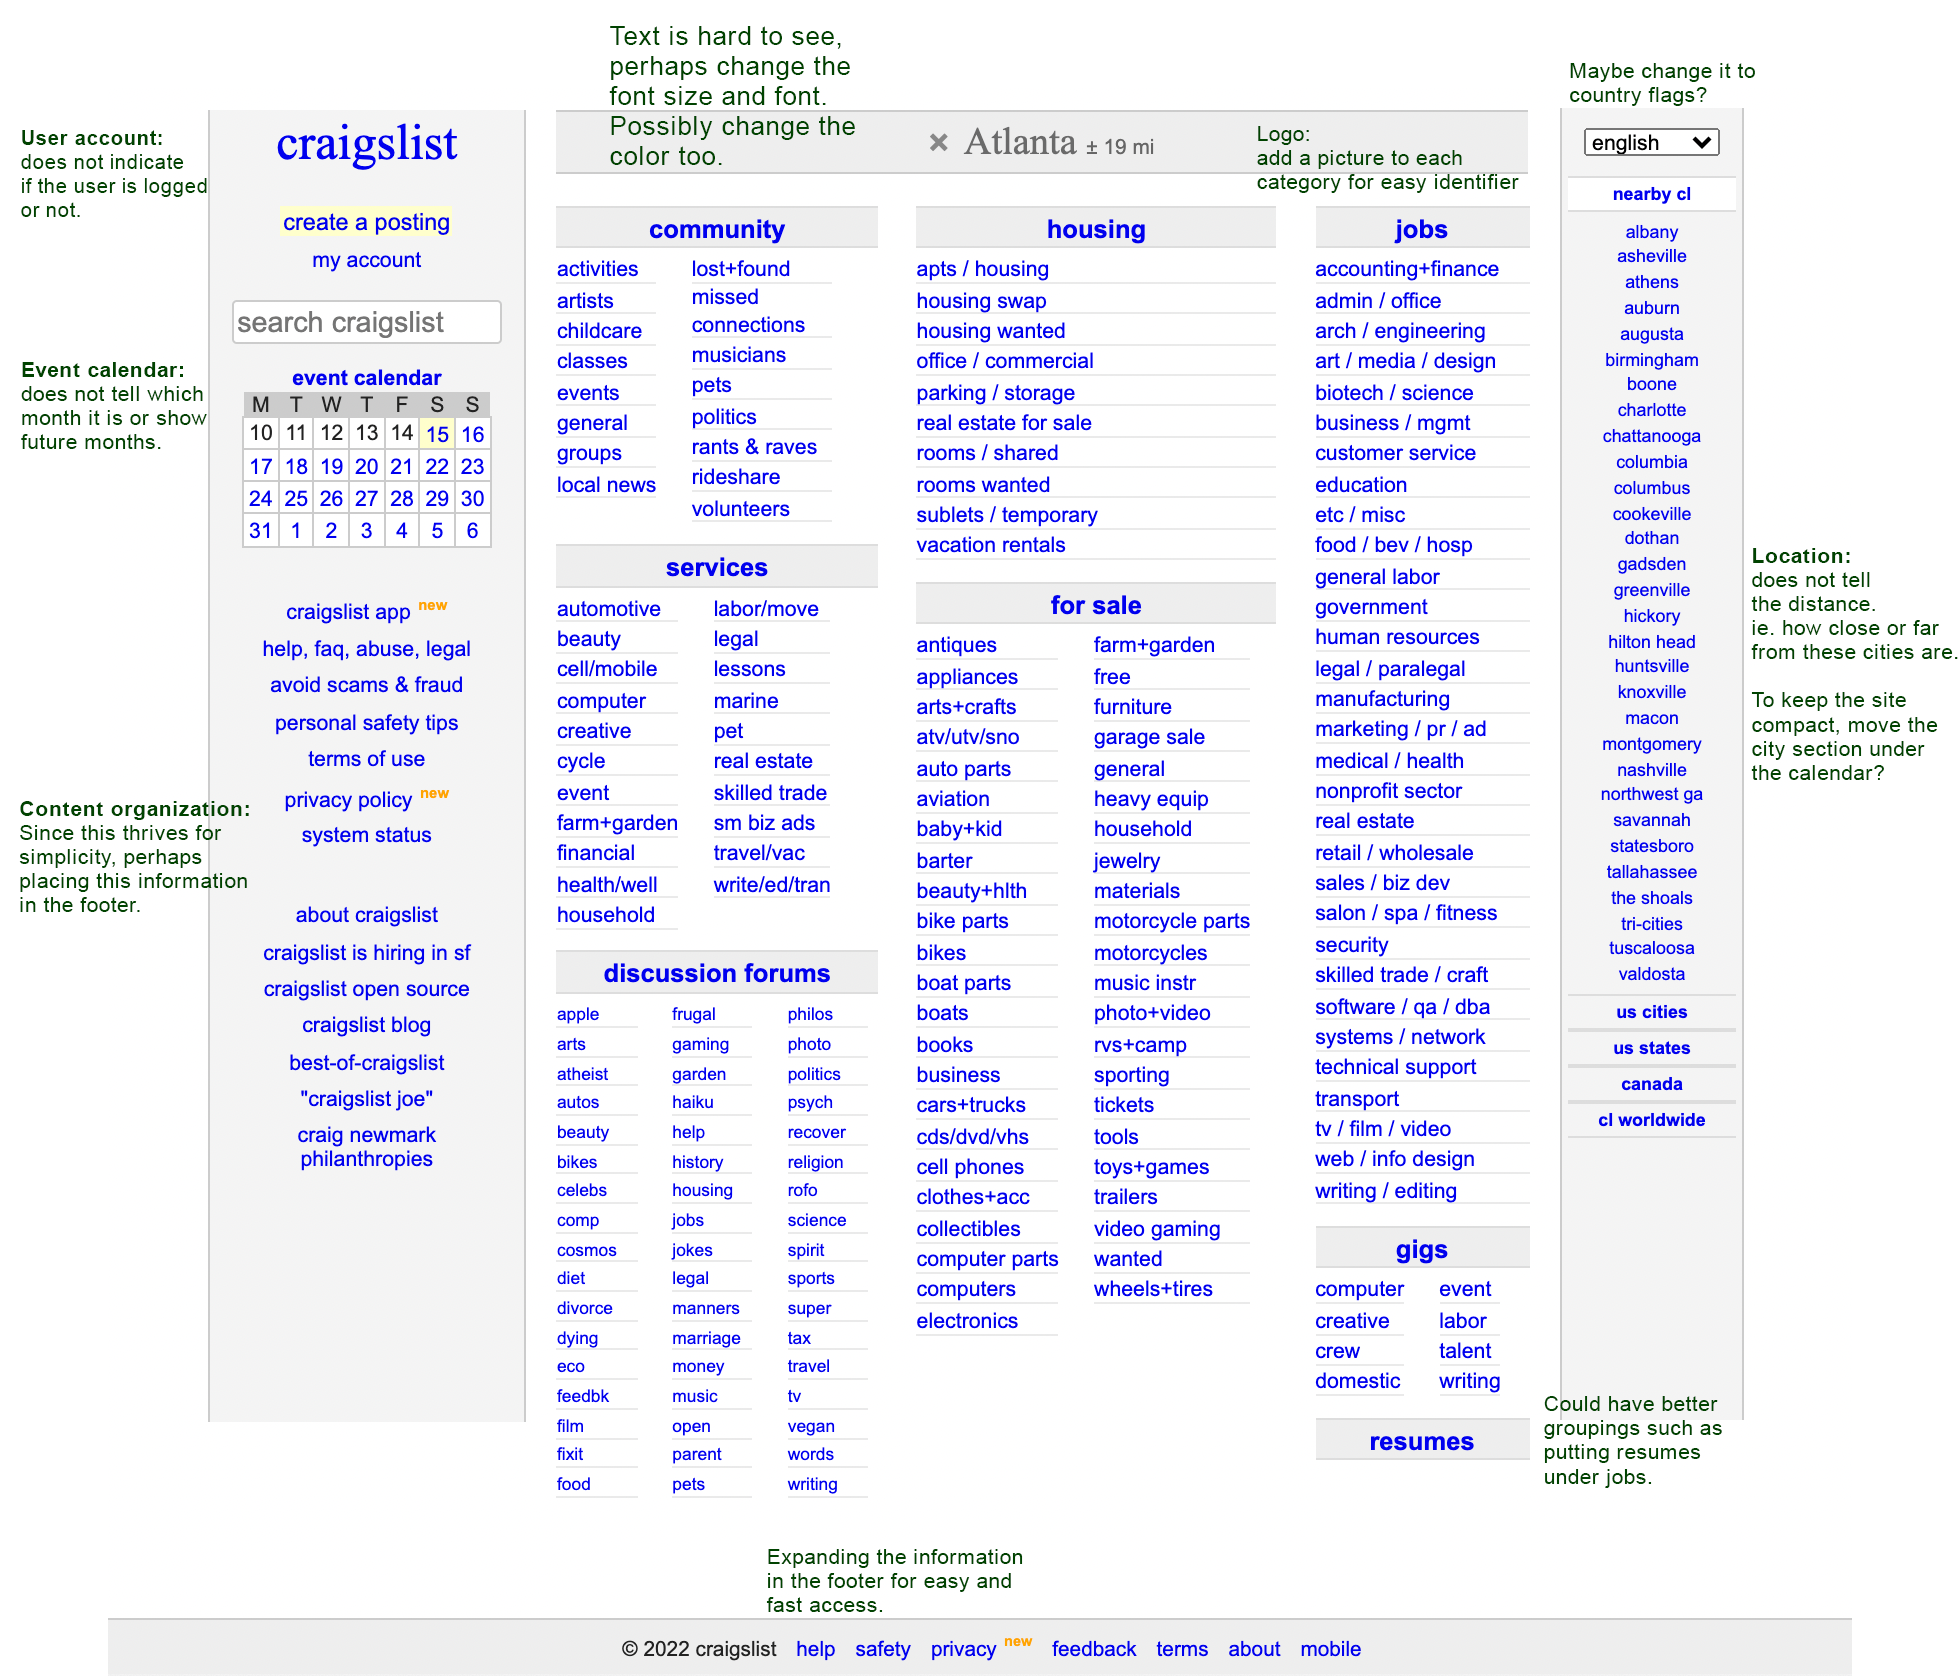 Text is hard to see,
perhaps change the
font size and font.
Possibly change the
color too.
Maybe change it to
country flags?
User account:
does not indicate
if the user is logged
or not.
craigslist
create a posting
my account
search craigslist
Event calendar:
does not tell which
month it is or show
future months.
event calendar
M T W T F S S
10 11 12 13 14 15 16
17 18 19 20 21 22 23
24 25 26 27 28 29 30
31 1 2 3 4 5 6
craigslist app new
help, faq, abuse, legal
avoid scams & fraud
personal safety tips
terms of use
privacy policy new
system status
Content organization:
Since this thrives for
simplicity, perhaps
placing this information
in the footer.
about craigslist
craigslist is hiring in sf
craigslist open source
craigslist blog
best-of-craigslist
"craigslist joe"
craig newmark
philanthropies
× Atlanta ± 19 mi
Logo:
add a picture to each
category for easy identifier
community
activities
artists
childcare
classes
events
general
groups
local news
lost+found
missed
connections
musicians
pets
politics
rants & raves
rideshare
volunteers
services
automotive
beauty
cell/mobile
computer
creative
cycle
event
farm+garden
financial
health/well
household
labor/move
legal
lessons
marine
pet
real estate
skilled trade
sm biz ads
travel/vac
write/ed/tran
discussion forums
apple
arts
atheist
autos
beauty
bikes
celebs
comp
cosmos
diet
divorce
dying
eco
feedbk
film
fixit
food
frugal
gaming
garden
haiku
help
history
housing
jobs
jokes
legal
manners
marriage
money
music
open
parent
pets
philos
photo
politics
psych
recover
religion
rofo
science
spirit
sports
super
tax
travel
tv
vegan
words
writing
housing
apts / housing
housing swap
housing wanted
office / commercial
parking / storage
real estate for sale
rooms / shared
rooms wanted
sublets / temporary
vacation rentals
for sale
antiques
appliances
arts+crafts
atv/utv/sno
auto parts
aviation
baby+kid
barter
beauty+hlth
bike parts
bikes
boat parts
boats
books
business
cars+trucks
cds/dvd/vhs
cell phones
clothes+acc
collectibles
computer parts
computers
electronics
farm+garden
free
furniture
garage sale
general
heavy equip
household
jewelry
materials
motorcycle parts
motorcycles
music instr
photo+video
rvs+camp
sporting
tickets
tools
toys+games
trailers
video gaming
wanted
wheels+tires
jobs
accounting+finance
admin / office
arch / engineering
art / media / design
biotech / science
business / mgmt
customer service
education
etc / misc
food / bev / hosp
general labor
government
human resources
legal / paralegal
manufacturing
marketing / pr / ad
medical / health
nonprofit sector
real estate
retail / wholesale
sales / biz dev
salon / spa / fitness
security
skilled trade / craft
software / qa / dba
systems / network
technical support
transport
tv / film / video
web / info design
writing / editing
gigs
computer
creative
crew
domestic
event
labor
talent
writing
resumes
english
nearby cl
albany
asheville
athens
auburn
augusta
birmingham
boone
charlotte
chattanooga
columbia
columbus
cookeville
dothan
gadsden
greenville
hickory
hilton head
huntsville
knoxville
macon
montgomery
nashville
northwest ga
savannah
statesboro
tallahassee
the shoals
tri-cities
tuscaloosa
valdosta
us cities
us states
canada
cl worldwide
Location:
does not tell
the distance.
ie. how close or far
from these cities are.
To keep the site
compact, move the
city section under
the calendar?
Could have better
groupings such as
putting resumes
under jobs.
Expanding the information
in the footer for easy and
fast access.
© 2022 craigslist help safety privacy new feedback terms about mobile